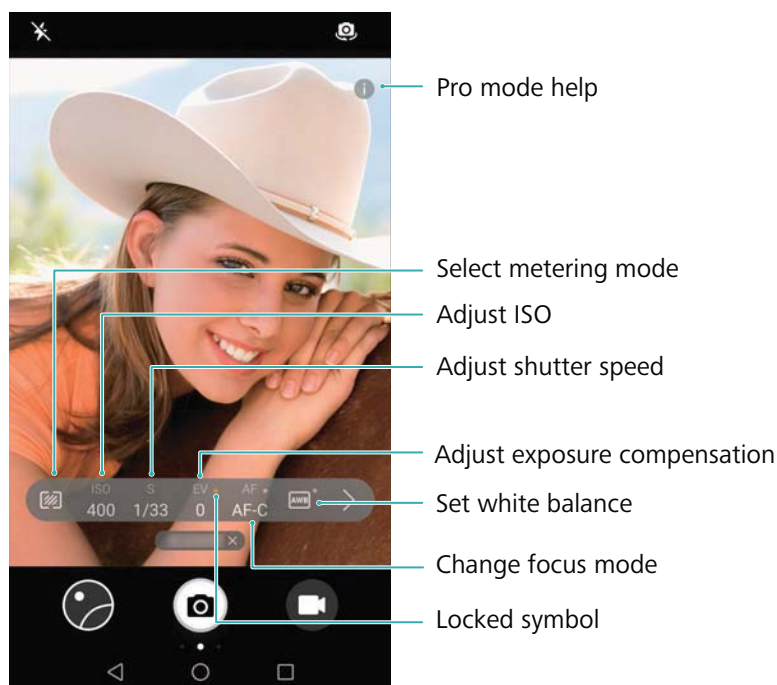 Pro mode help
Select metering mode
Adjust ISO
Adjust shutter speed
Adjust exposure compensation
ISO S EV AF
400 1/33 0 AF-C AWB
Set white balance
Change focus mode
Locked symbol